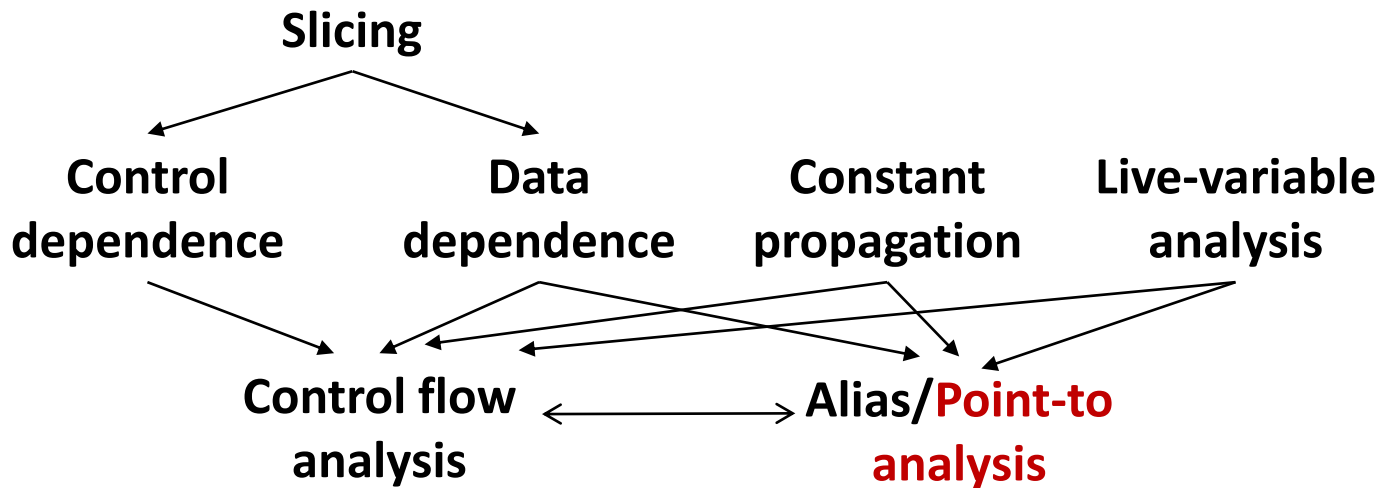 Slicing
Control
dependence
Data
dependence
Constant
propagation
Live-variable
analysis
Control flow
analysis
Alias/Point-to
analysis